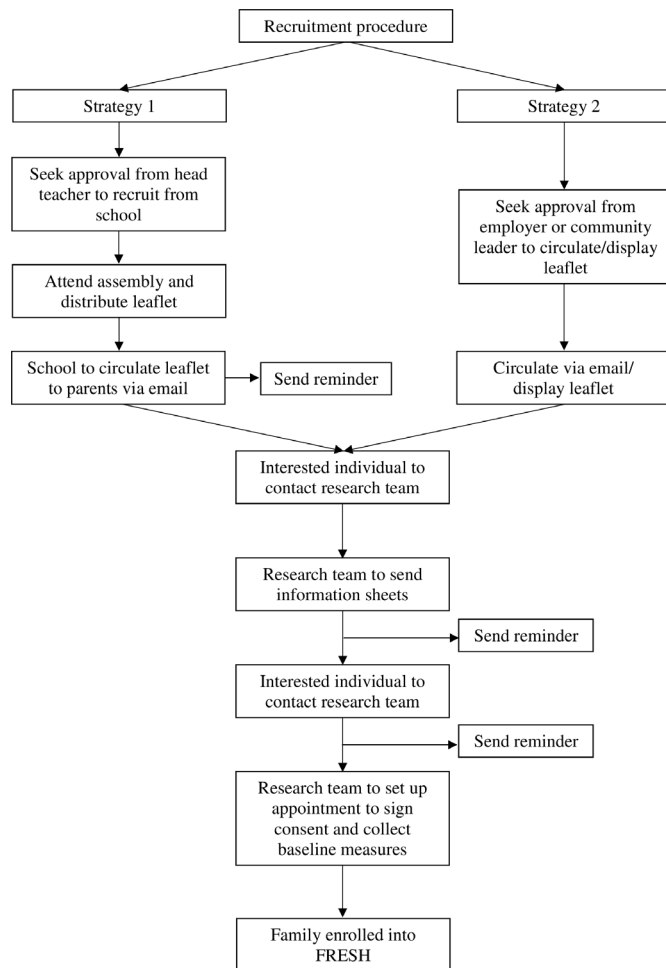 Recruitment procedure
Strategy 1
Strategy 2
Seek approval from head
teacher to recruit from
school
Seek approval from
employer or community
leader to circulate/display
leaflet
Attend assembly and
distribute leaflet
School to circulate leaflet
to parents via email
Send reminder
Circulate via email/
display leaflet
Interested individual to
contact research team
Research team to send
information sheets
Send reminder
Interested individual to
contact research team
Send reminder
Research team to set up
appointment to sign
consent and collect
baseline measures
Family enrolled into
FRESH